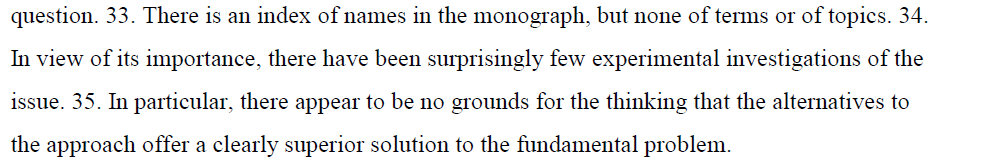 question. 33. There is an index of names in the monograph, but none of terms or of topics. 34.
In view of its importance, there have been surprisingly few experimental investigations of the
issue. 35. In particular, there appear to be no grounds for the thinking that the alternatives to
the approach offer a clearly superior solution to the fundamental problem.